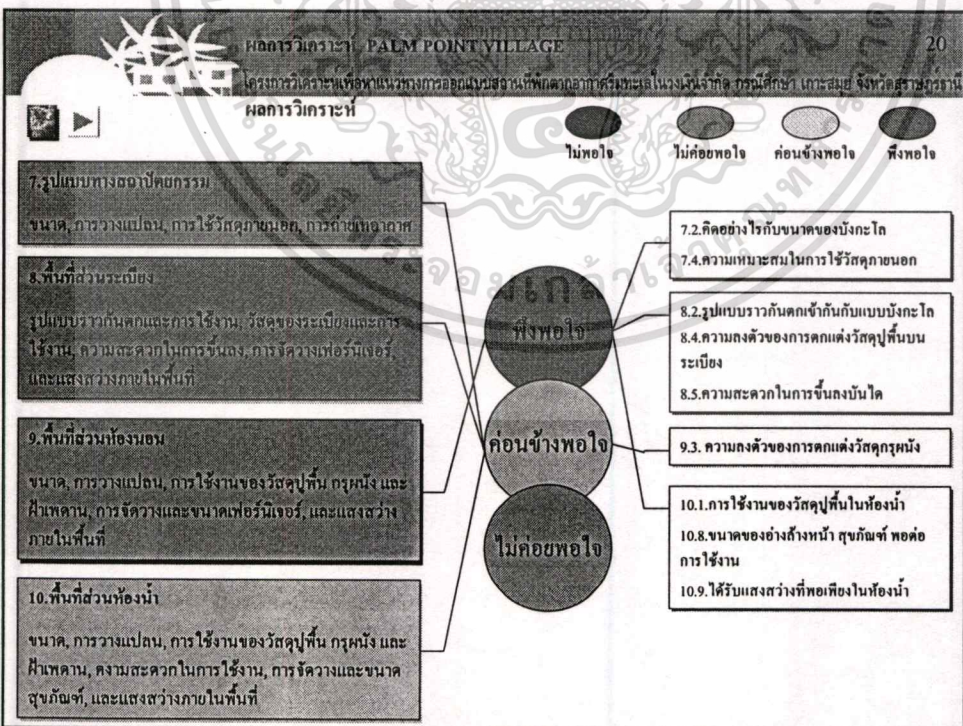 ผลการวิเคราะห์ PALM POINT VILLAGE
20
โครงการวิเคราะห์เพื่อหาแนวทางการออกแบบสถานที่พักตากอากาศริมทะเลในวงเงินจำกัด กรณีศึกษา เกาะสมุย จังหวัดสุราษฎร์ธานี
ผลการวิเคราะห์
ไม่พอใจ
ไม่ค่อยพอใจ
ค่อนข้างพอใจ
พึงพอใจ
7.รูปแบบทางสถาปัตยกรรม
ขนาด, การวางแปลน, การใช้วัสดุภายนอก, การถ่ายเทอากาศ
8.พื้นที่ส่วนระเบียง
รูปแบบราวกันตกและการใช้งาน, วัสดุของระเบียงและการ
ใช้งาน, ความสะดวกในการขึ้นลง, การจัดวางเฟอร์นิเจอร์,
และแสงสว่างภายในพื้นที่
9.พื้นที่ส่วนห้องนอน
ขนาด, การวางแปลน, การใช้งานของวัสดุปูพื้น กรุผนัง และ
ฝ้าเพดาน, การจัดวางและขนาดเฟอร์นิเจอร์, และแสงสว่าง
ภายในพื้นที่
10.พื้นที่ส่วนห้องน้ำ
ขนาด, การวางแปลน, การใช้งานของวัสดุปูพื้น กรุผนัง และ
ฝ้าเพดาน, คงามสะดวกในการใช้งาน, การจัดวางและขนาด
สุขภัณฑ์, และแสงสว่างภายในพื้นที่
พึงพอใจ
ค่อนข้างพอใจ
ไม่ค่อยพอใจ
7.2.คิดอย่างไรกับขนาดของบังกะโล
7.4.ความเหมาะสมในการใช้วัสดุภายนอก
8.2.รูปแบบราวกันตกเข้ากันกับแบบบังกะโล
8.4.ความลงตัวของการตกแต่งวัสดุปูพื้นบน
ระเบียง
8.5.ความสะดวกในการขึ้นลงบันได
9.3. ความลงตัวของการตกแต่งวัสดุกรุผนัง
10.1.การใช้งานของวัสดุปูพื้นในห้องน้ำ
10.8.ขนาดของอ่างล้างหน้า สุขภัณฑ์ พอต่อ
การใช้งาน
10.9.ได้รับแสงสว่างที่พอเพียงในห้องน้ำ